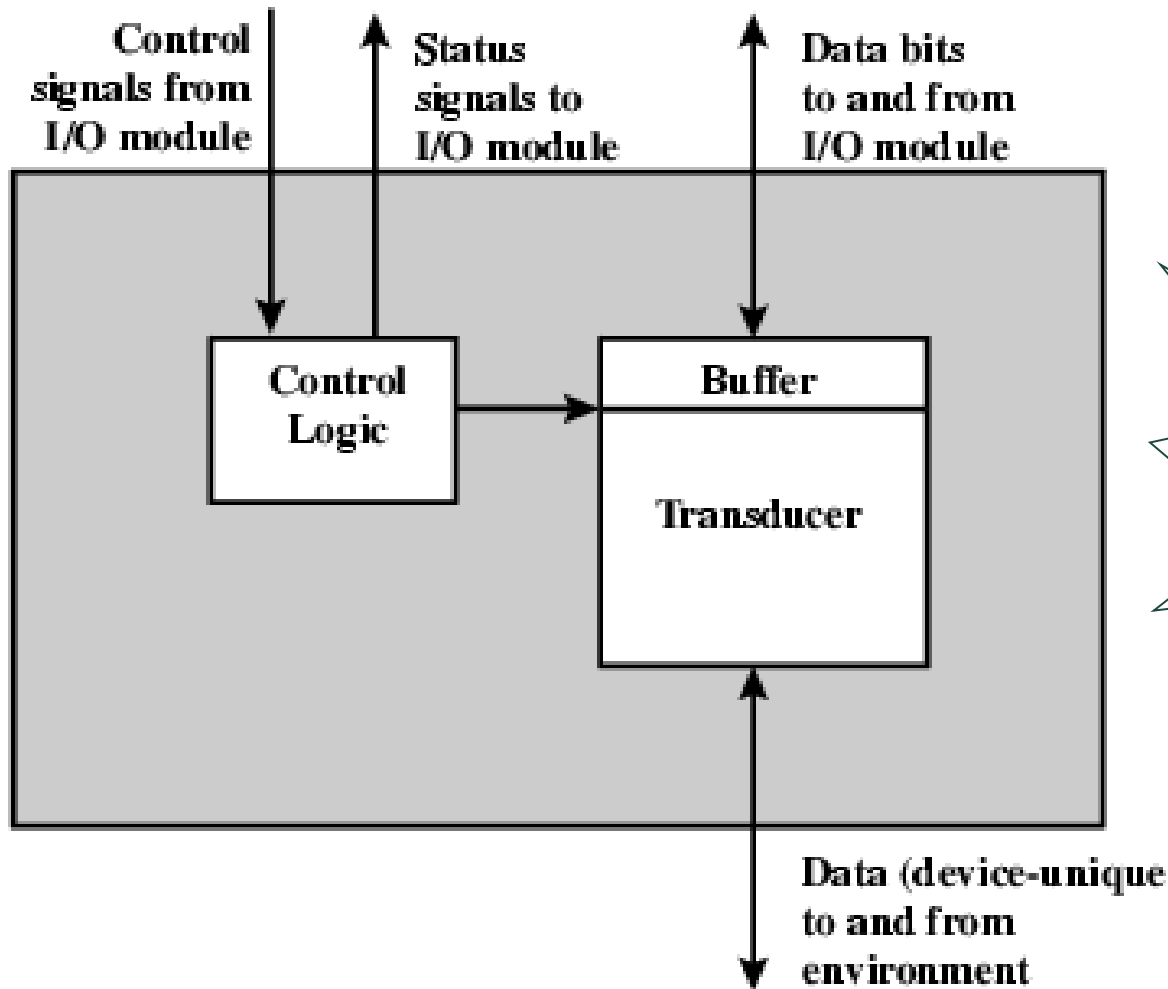 Control
signals from
I/O module
Status
signals to
I/O module
Data bits
to and from
I/O module
Control
Logic
Buffer
Transducer
Data (device-unique
to and from
environment